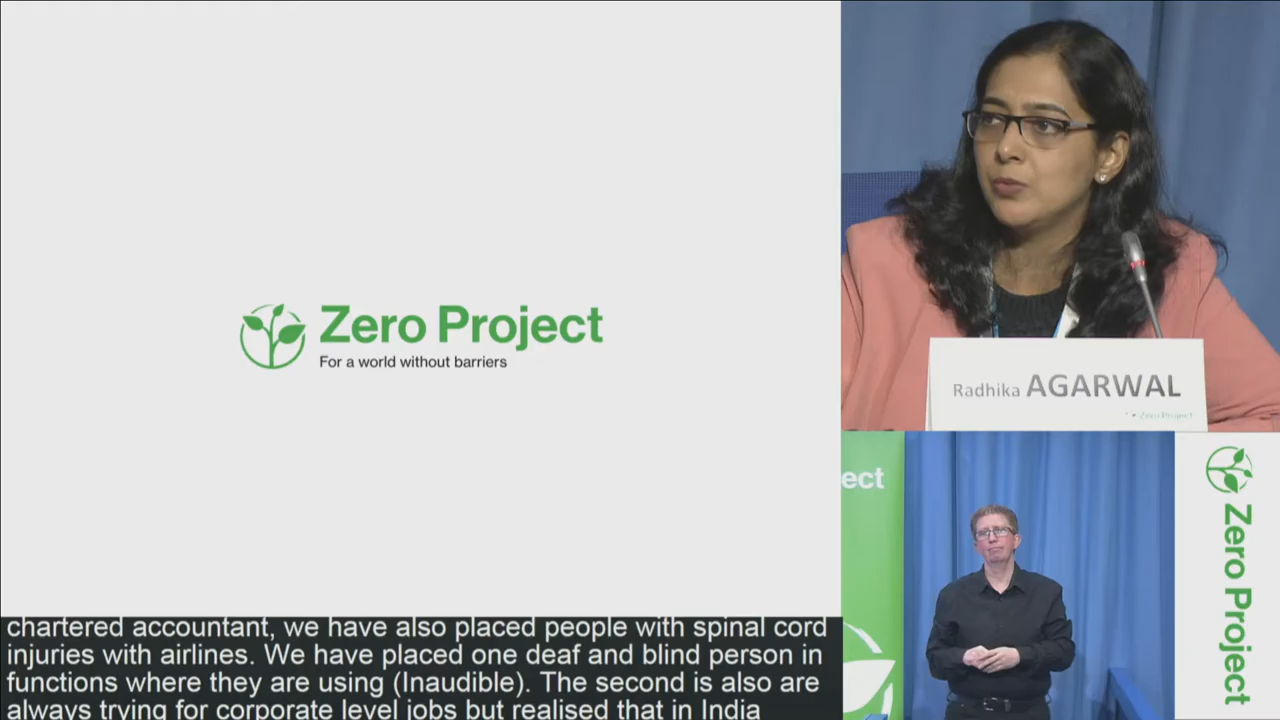 Zero Project
For a world without barriers
Radhika AGARWAL
Zero Project
ect
Zero Project
chartered accountant, we have also placed people with spinal cord
injuries with airlines. We have placed one deaf and blind person in
functions where they are using (Inaudible). The second is also are
always trying for corporate level jobs but realised that in India